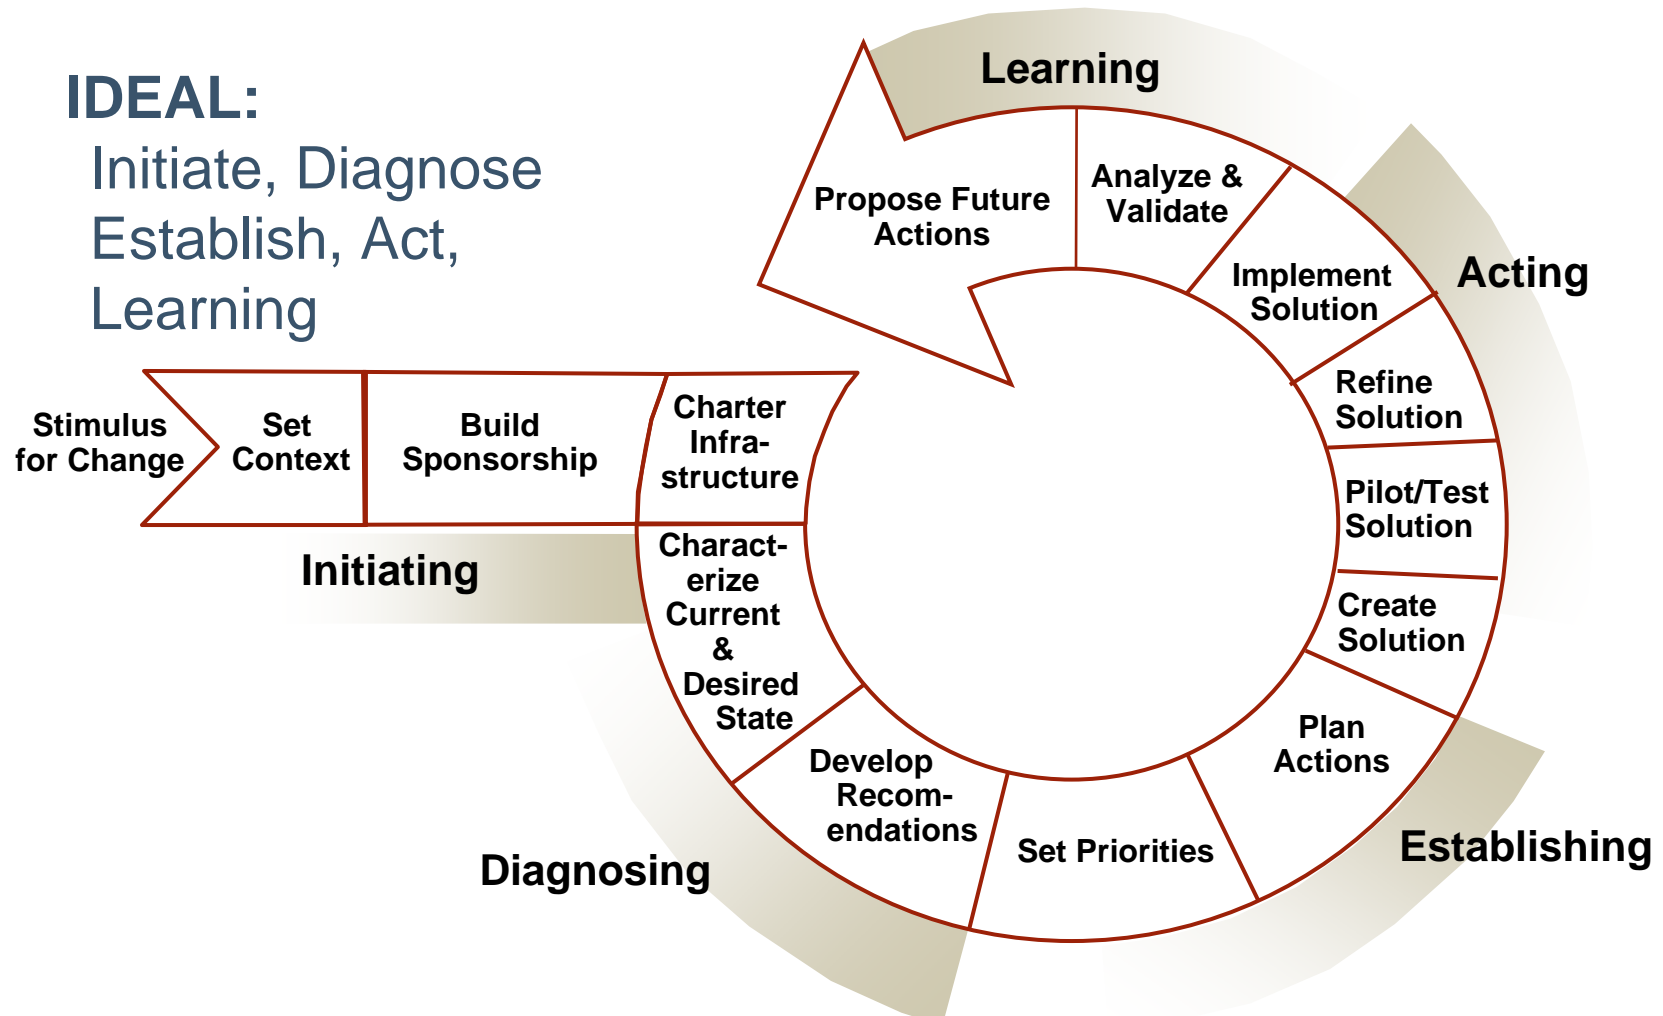 IDEAL:
Initiate, Diagnose
Establish, Act,
Learning
Stimulus
for Change
Set
Context
Build
Sponsorship
Charter
Infra-
structure
Initiating
Charact-
erize
Current
&
Desired
State
Develop
Recom-
endations
Diagnosing
Set Priorities
Plan
Actions
Establishing
Create
Solution
Pilot/Test
Solution
Refine
Solution
Implement
Solution
Acting
Analyze &
Validate
Propose Future
Actions
Learning